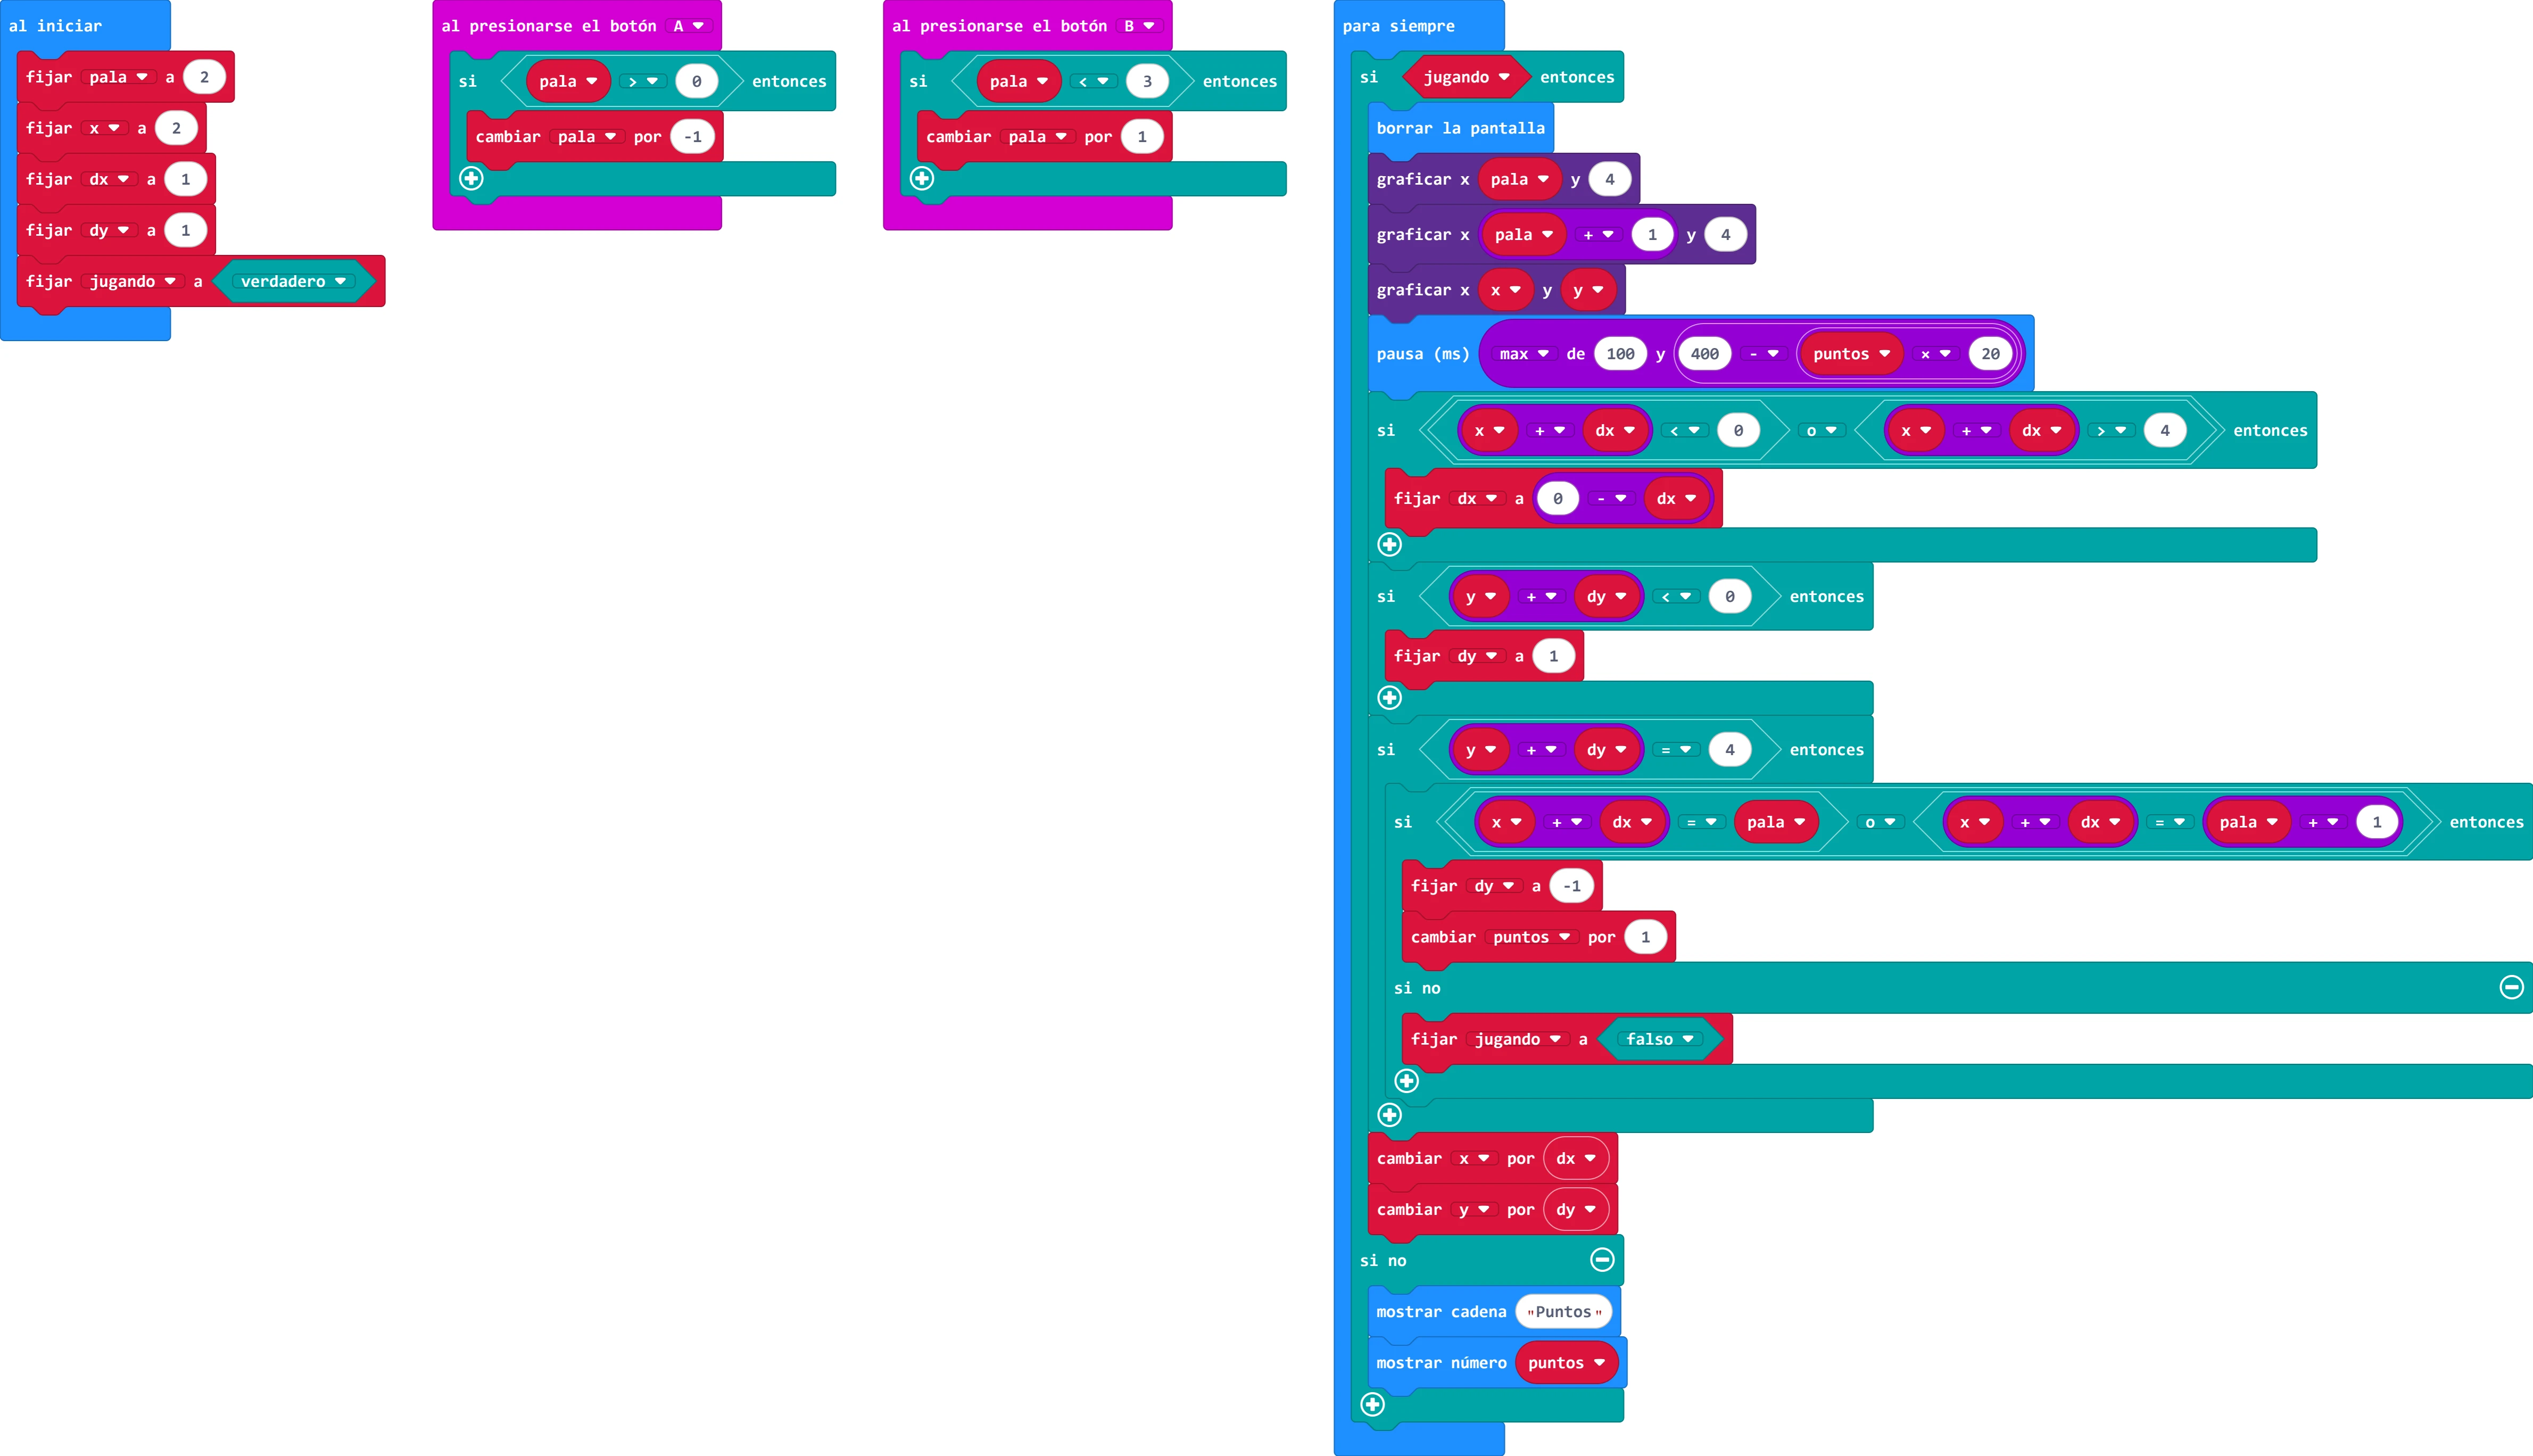 al iniciar
fijar pala a 2
fijar x a 2
fijar dx a 1
fijar dy a 1
fijar jugando a verdadero
al presionarse el botón A
si pala > 0 entonces
cambiar pala por -1
al presionarse el botón B
si pala < 3 entonces
cambiar pala por 1
para siempre
si jugando entonces
borrar la pantalla
graficar x pala y 4
graficar x pala + 1 y 4
graficar x x y y
pausa (ms) max de 100 y 400 - puntos × 20
si x + dx < 0 o x + dx > 4 entonces
fijar dx a 0 - dx
si y + dy < 0 entonces
fijar dy a 1
si y + dy = 4 entonces
si x + dx = pala o x + dx = pala + 1 entonces
fijar dy a -1
cambiar puntos por 1
si no
fijar jugando a falso
cambiar x por dx
cambiar y por dy
si no
mostrar cadena "Puntos"
mostrar número puntos